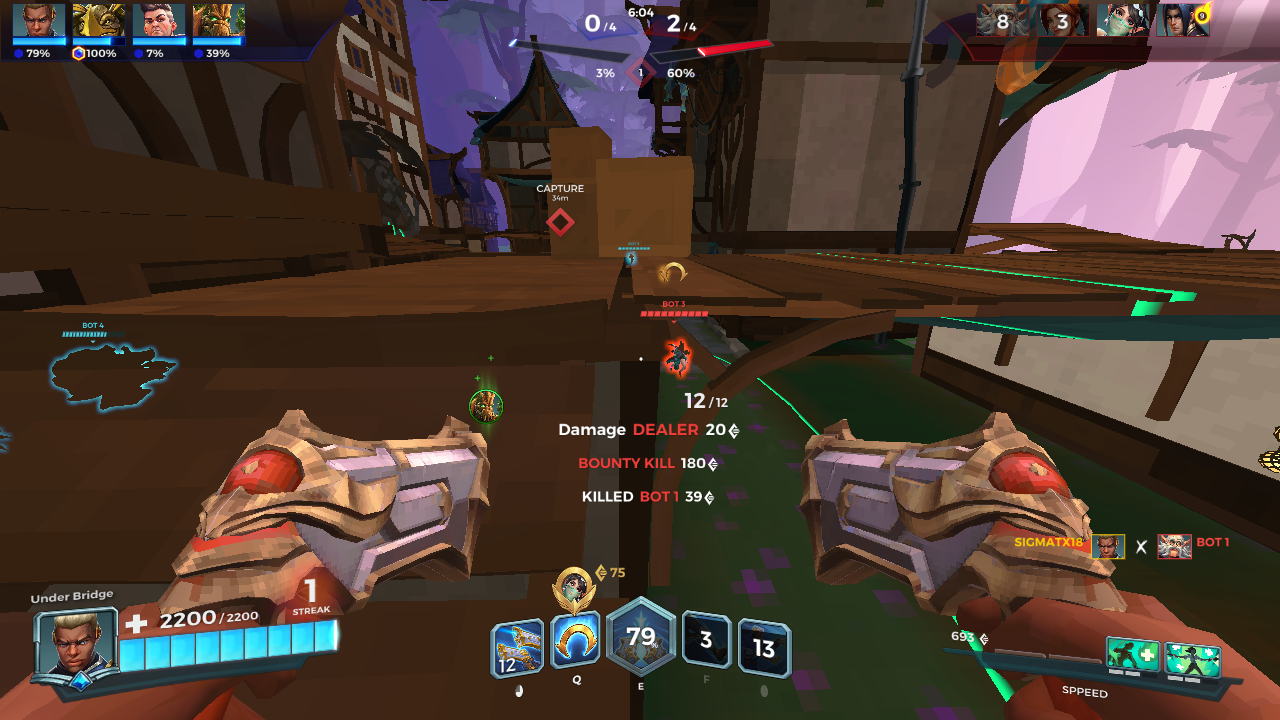 79%
100%
7%
39%
0/4
6:04
2/4
3%
1
60%
8
3
9
CAPTURE
34m
BOT 3
BOT 4
12/12
Damage DEALER 20
BOUNTY KILL 180
KILLED BOT 1 39
SIGMATX18 X BOT 1
75
Under Bridge
2200/2200
1
STREAK
12
79%
3
13
Q
E
F
693
SPPEED